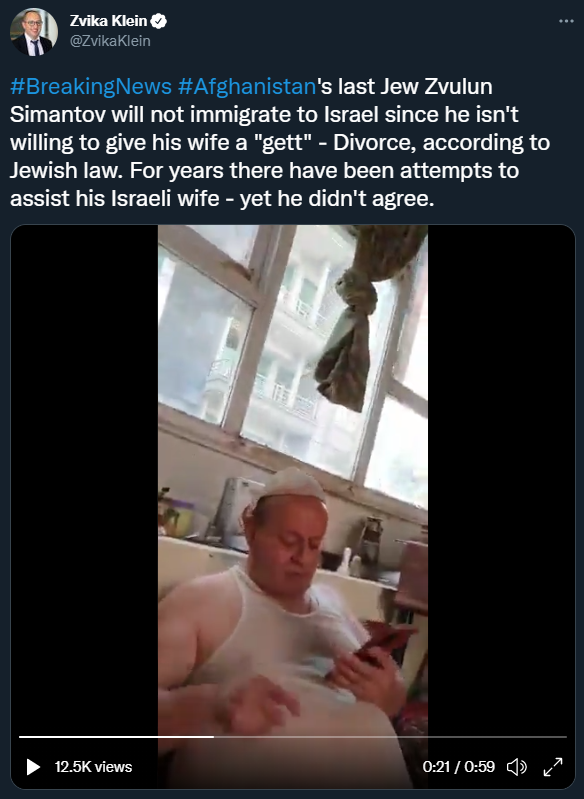 Zvika Klein
@ZvikaKlein
#BreakingNews #Afghanistan's last Jew Zvulun
Simantov will not immigrate to Israel since he isn't
willing to give his wife a "gett" - Divorce, according to
Jewish law. For years there have been attempts to
assist his Israeli wife - yet he didn't agree.
12.5K views
0:21 / 0:59